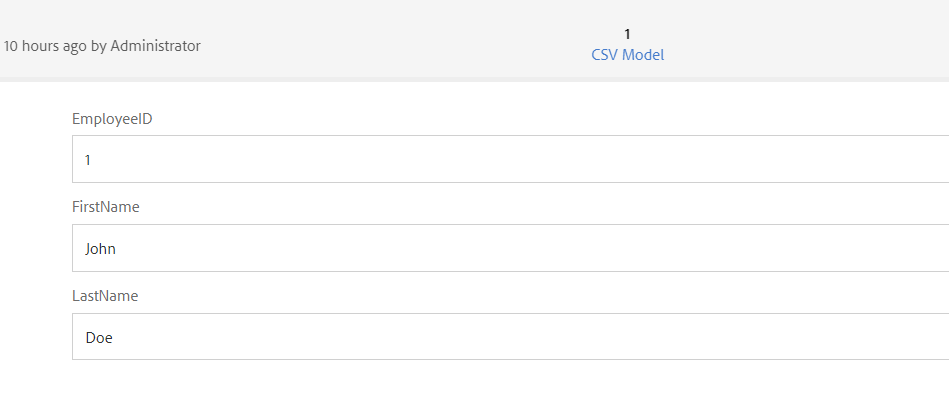 10 hours ago by Administrator
1
CSV Model
EmployeeID
1
FirstName
John
LastName
Doe